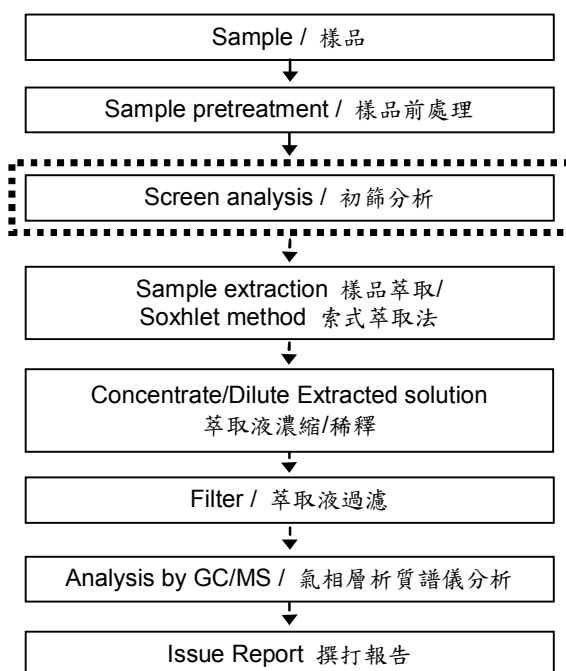 Sample / 樣品
Sample pretreatment / 樣品前處理
Screen analysis / 初篩分析
Sample extraction 樣品萃取/
Soxhlet method 索式萃取法
Concentrate/Dilute Extracted solution
萃取液濃縮/稀釋
Filter / 萃取液過濾
Analysis by GC/MS / 氣相層析質譜儀分析
Issue Report 撰打報告